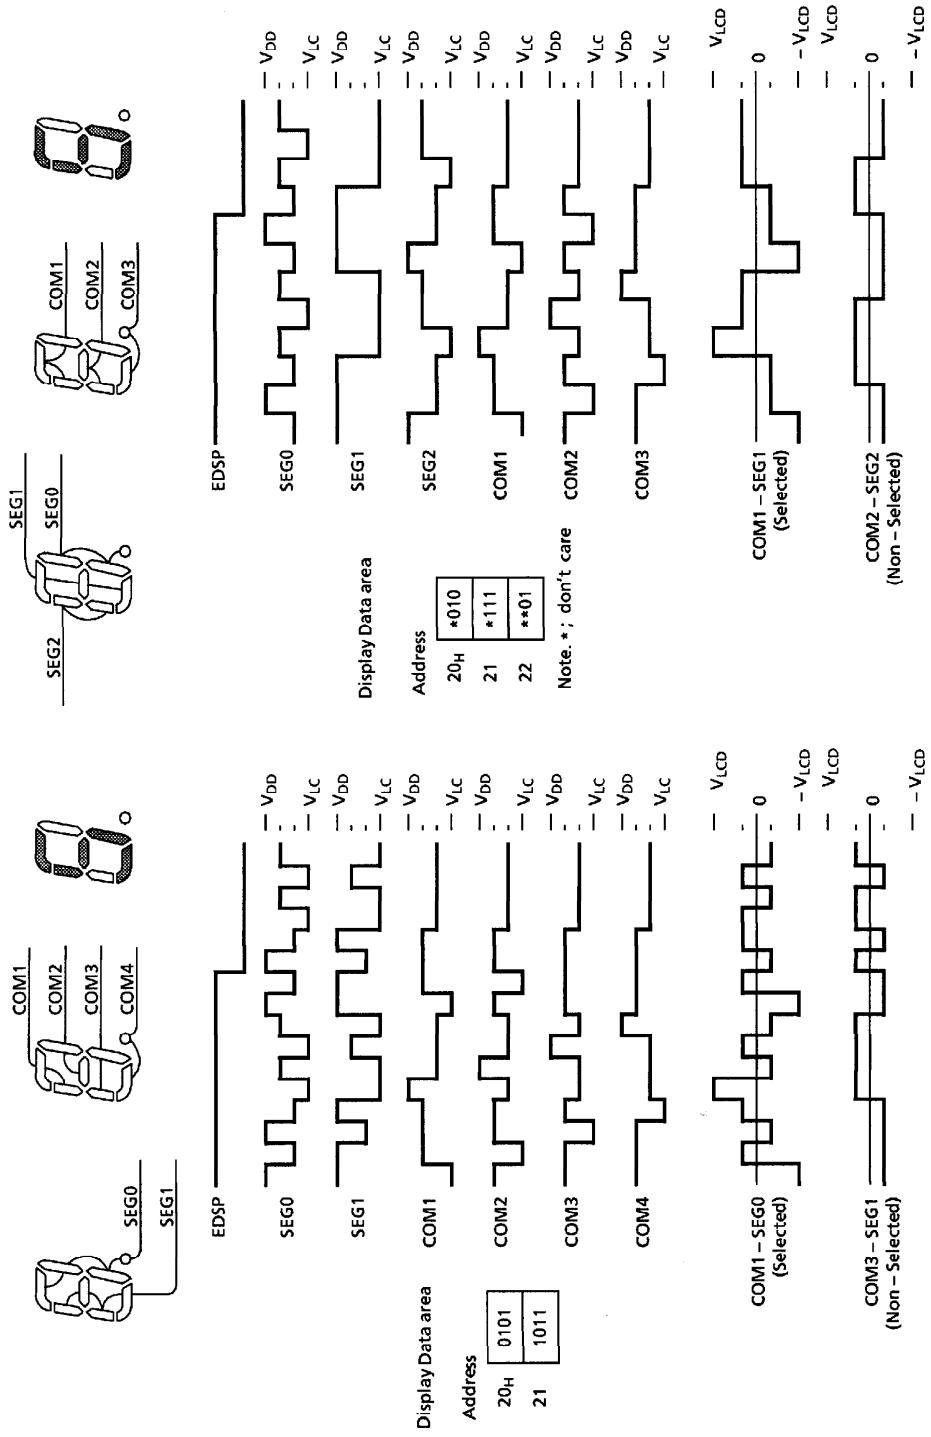 SEG0
SEG1
COM1
COM2
COM3
COM4
EDSP
SEG0
VDD
VLC
SEG1
VDD
VLC
COM1
VDD
VLC
COM2
VDD
VLC
COM3
VDD
VLC
COM4
VDD
VLC
Display Data area
Address
20H 0101
21 1011
COM1 – SEG0
(Selected)
VLCD
0
– VLCD
COM3 – SEG1
(Non – Selected)
VLCD
0
– VLCD
SEG2
SEG1
SEG0
COM1
COM2
COM3
EDSP
SEG0
VDD
VLC
SEG1
VDD
VLC
SEG2
VDD
VLC
COM1
VDD
VLC
COM2
VDD
VLC
COM3
VDD
VLC
Display Data area
Address
20H *010
21 *111
22 **01
Note. * ; don't care
COM1 – SEG1
(Selected)
VLCD
0
– VLCD
COM2 – SEG2
(Non – Selected)
VLCD
0
– VLCD